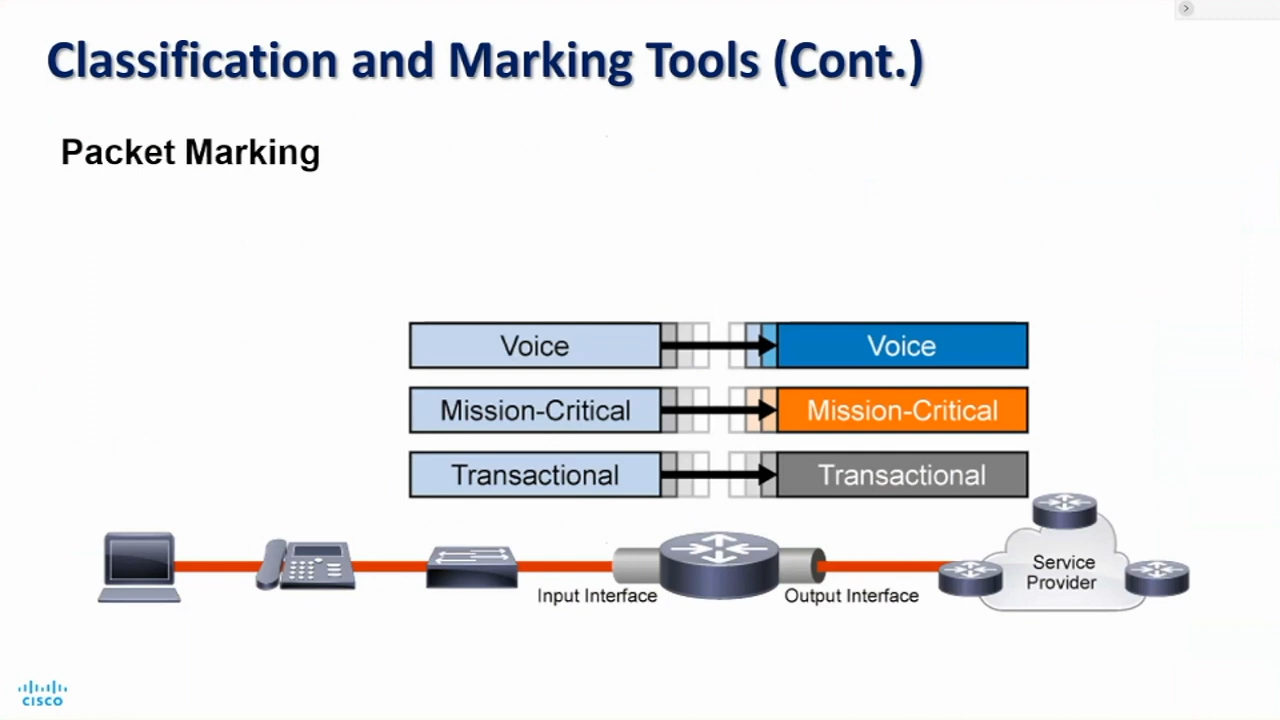 Classification and Marking Tools (Cont.)
Packet Marking
Voice
Voice
Mission-Critical
Mission-Critical
Transactional
Transactional
Service
Provider
Input Interface
Output Interface
CISCO